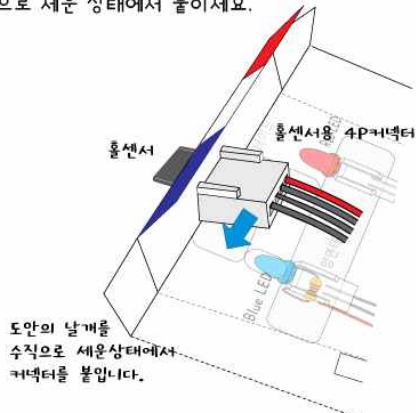 으로 세운 상태에서 붙이세요.
홀센서
홀센서용 4P커넥터
Blue LED
도안의 날개를
수직으로 세운상태에서
커넥터를 붙입니다.